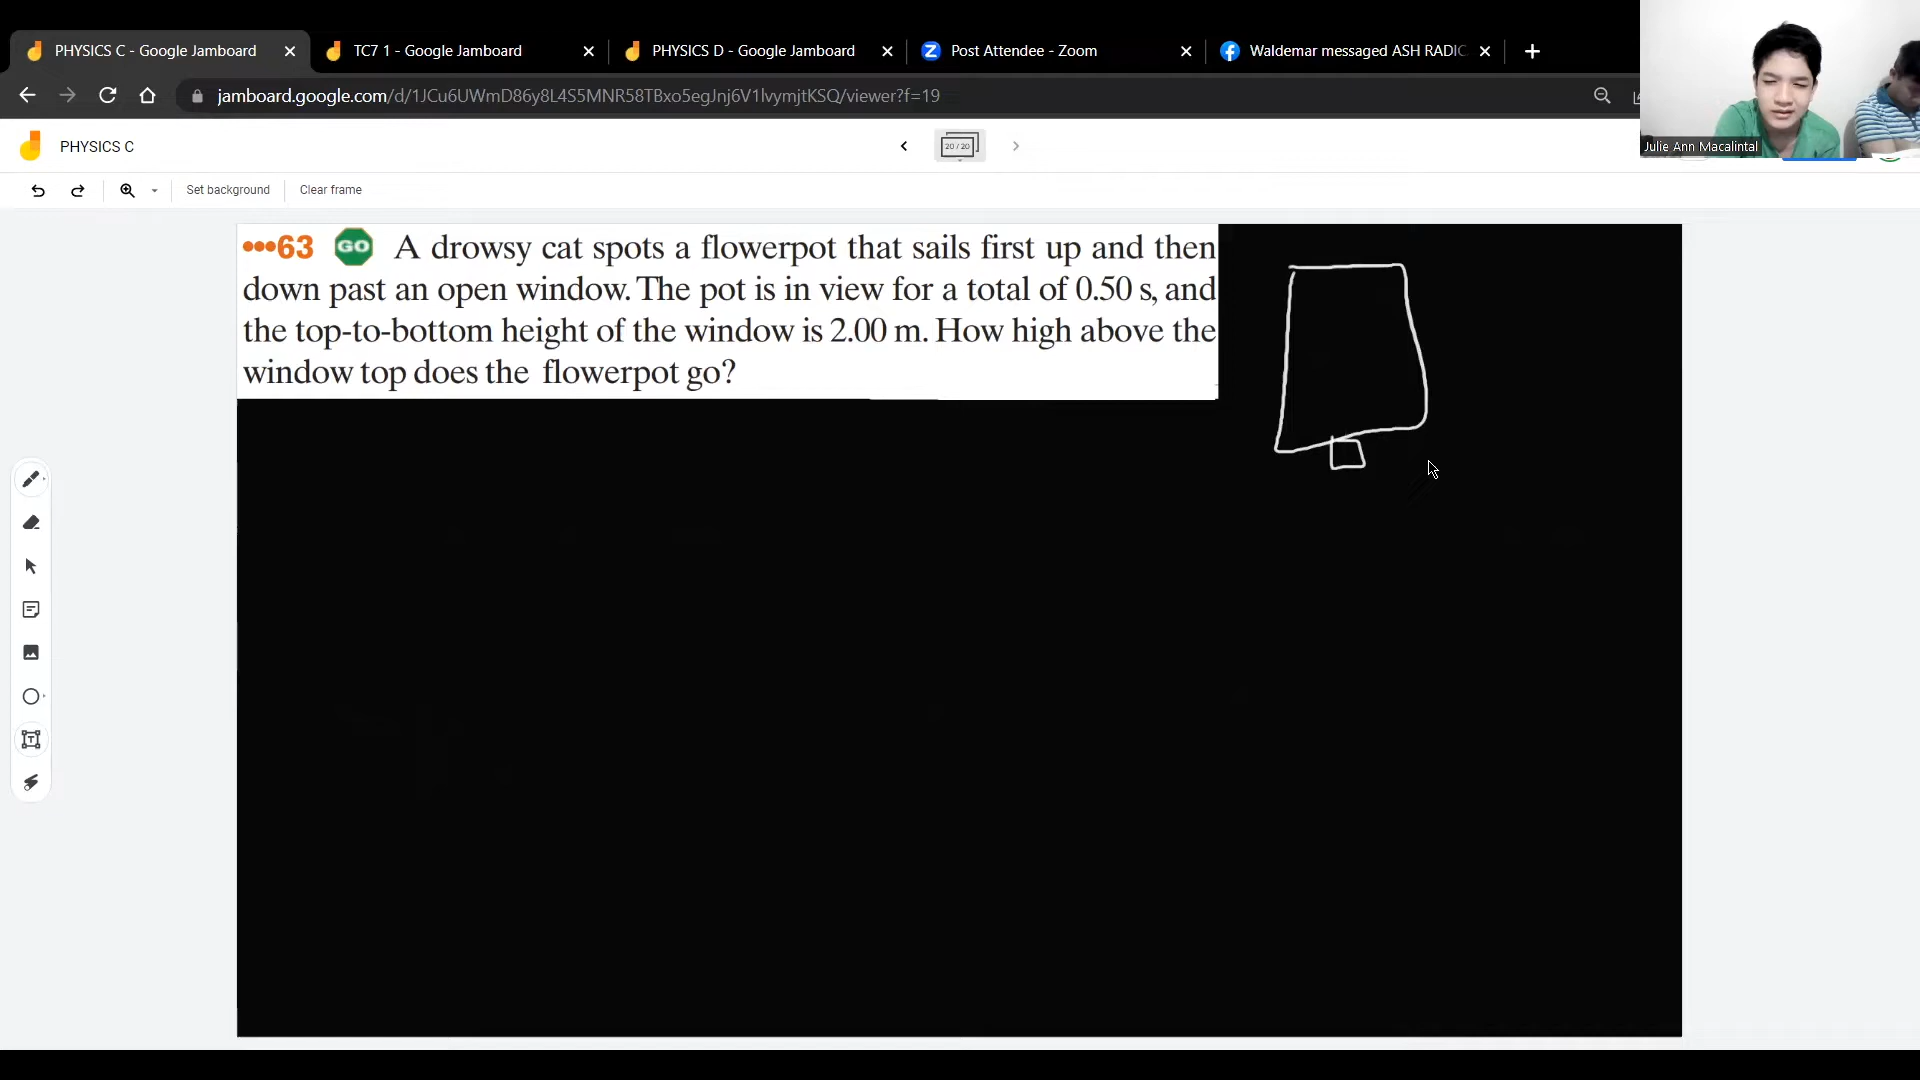 PHYSICS C - Google Jamboard
TC7 1 - Google Jamboard
PHYSICS D - Google Jamboard
Post Attendee - Zoom
Waldemar messaged ASH RADIC
jamboard.google.com/d/1JCu6UWmD86y8L4S5MNR58TBxo5egJnj6V1lvymjtKSQ/viewer?f=19
Julie Ann Macalintal
PHYSICS C
20 / 20
Set background
Clear frame
•••63 GO A drowsy cat spots a flowerpot that sails first up and then
down past an open window. The pot is in view for a total of 0.50 s, and
the top-to-bottom height of the window is 2.00 m. How high above the
window top does the flowerpot go?